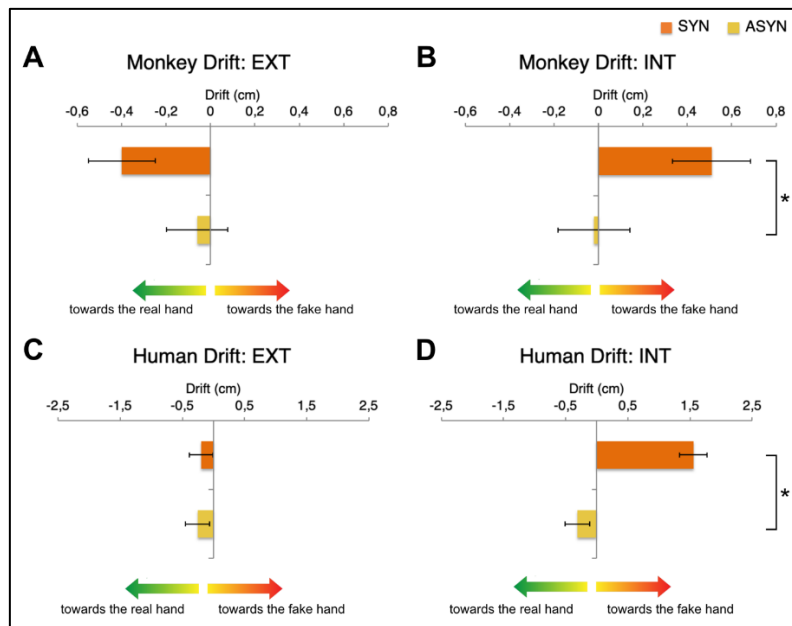 SYN ASYN
A Monkey Drift: EXT
Drift (cm)
-0,6 -0,4 -0,2 0 0,2 0,4 0,6 0,8
towards the real hand towards the fake hand
B Monkey Drift: INT
Drift (cm)
-0,6 -0,4 -0,2 0 0,2 0,4 0,6 0,8
*
towards the real hand towards the fake hand
C Human Drift: EXT
Drift (cm)
-2,5 -1,5 -0,5 0,5 1,5 2,5
towards the real hand towards the fake hand
D Human Drift: INT
Drift (cm)
-2,5 -1,5 -0,5 0,5 1,5 2,5
*
towards the real hand towards the fake hand